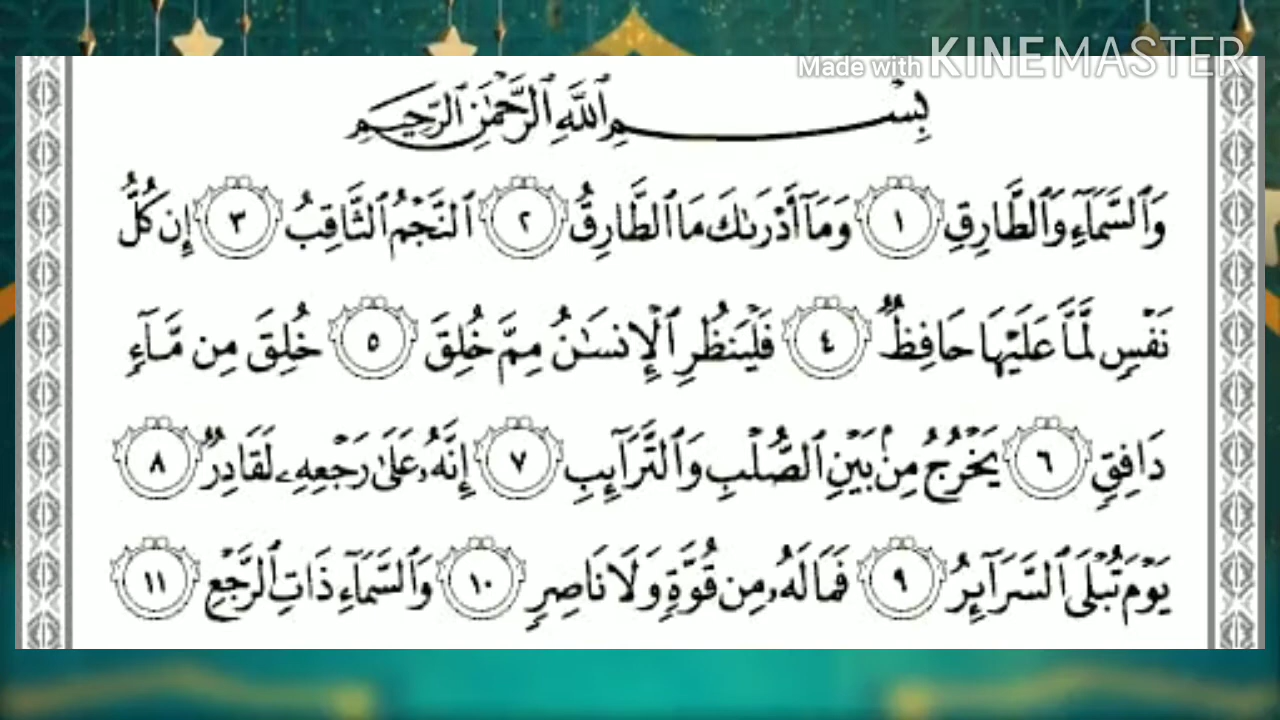 Made with KINEMASTER
بِسْمِ ٱللَّهِ ٱلرَّحْمَٰنِ ٱلرَّحِيمِ
وَٱلسَّمَآءِ وَٱلطَّارِقِ ١ وَمَآ أَدْرَىٰكَ مَا ٱلطَّارِقُ ٢ ٱلنَّجْمُ ٱلثَّاقِبُ ٣ إِن كُلُّ
نَفْسٍ لَّمَّا عَلَيْهَا حَافِظٌ ٤ فَلْيَنظُرِ ٱلْإِنسَٰنُ مِمَّ خُلِقَ ٥ خُلِقَ مِن مَّآءٍ
دَافِقٍ ٦ يَخْرُجُ مِنۢ بَيْنِ ٱلصُّلْبِ وَٱلتَّرَآئِبِ ٧ إِنَّهُۥ عَلَىٰ رَجْعِهِۦ لَقَادِرٌ ٨
يَوْمَ تُبْلَى ٱلسَّرَآئِرُ ٩ فَمَا لَهُۥ مِن قُوَّةٍ وَلَا نَاصِرٍ ١٠ وَٱلسَّمَآءِ ذَاتِ ٱلرَّجْعِ ١١